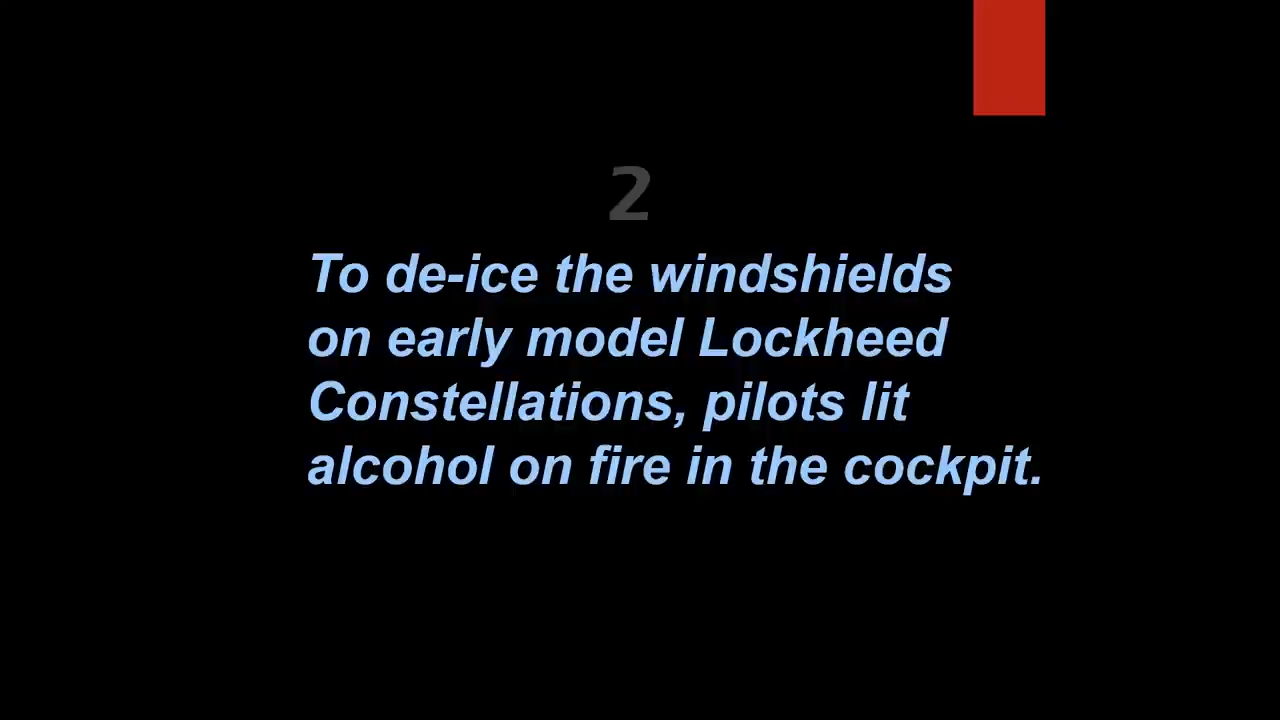 2
To de-ice the windshields
on early model Lockheed
Constellations, pilots lit
alcohol on fire in the cockpit.